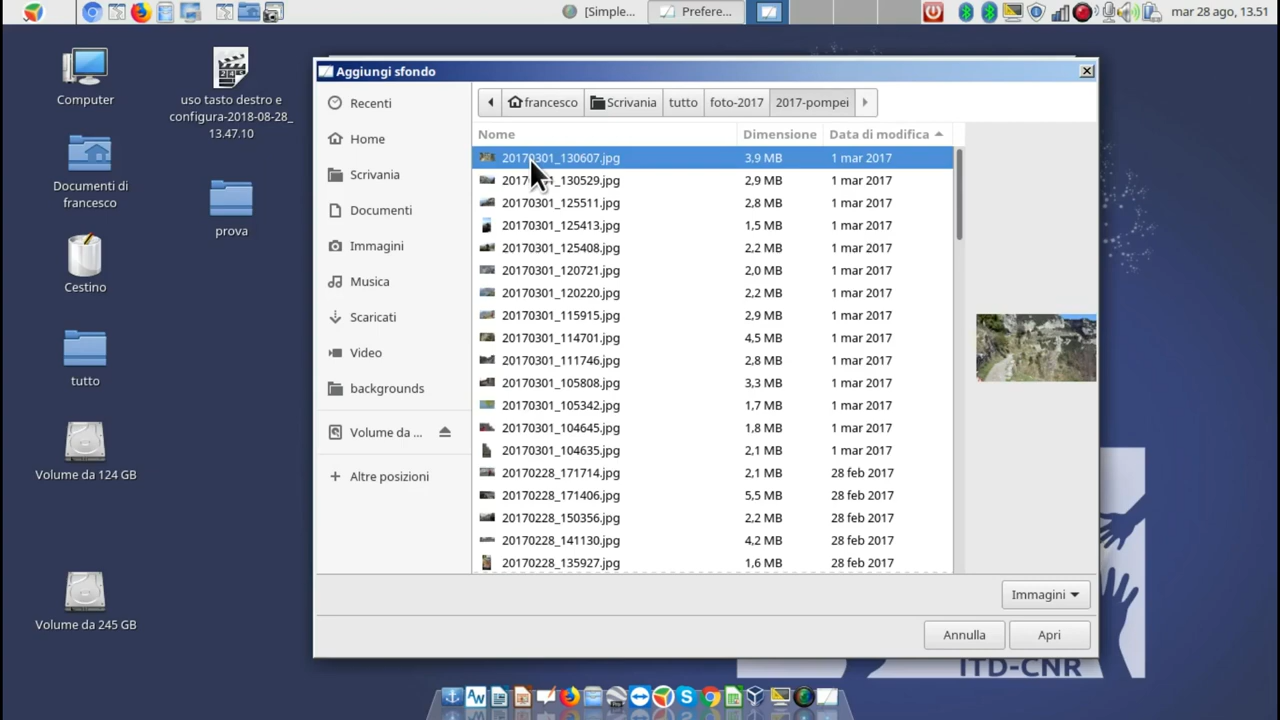 [Simple...
Prefere...
mar 28 ago, 13.51
Computer
uso tasto destro e
configura-2018-08-28_
13.47.10
Documenti di
francesco
prova
Cestino
tutto
Volume da 124 GB
Volume da 245 GB
Aggiungi sfondo
Recenti
Home
Scrivania
Documenti
Immagini
Musica
Scaricati
Video
backgrounds
Volume da ...
Altre posizioni
francesco Scrivania tutto foto-2017 2017-pompei
Nome Dimensione Data di modifica
20170301_130607.jpg 3,9 MB 1 mar 2017
2017 1_130529.jpg 2,9 MB 1 mar 2017
20170301_125511.jpg 2,8 MB 1 mar 2017
20170301_125413.jpg 1,5 MB 1 mar 2017
20170301_125408.jpg 2,2 MB 1 mar 2017
20170301_120721.jpg 2,0 MB 1 mar 2017
20170301_120220.jpg 2,2 MB 1 mar 2017
20170301_115915.jpg 2,9 MB 1 mar 2017
20170301_114701.jpg 4,5 MB 1 mar 2017
20170301_111746.jpg 2,8 MB 1 mar 2017
20170301_105808.jpg 3,3 MB 1 mar 2017
20170301_105342.jpg 1,7 MB 1 mar 2017
20170301_104645.jpg 1,8 MB 1 mar 2017
20170301_104635.jpg 2,1 MB 1 mar 2017
20170228_171714.jpg 2,1 MB 28 feb 2017
20170228_171406.jpg 5,5 MB 28 feb 2017
20170228_150356.jpg 2,2 MB 28 feb 2017
20170228_141130.jpg 4,2 MB 28 feb 2017
20170228_135927.jpg 1,6 MB 28 feb 2017
Immagini
Annulla Apri
ITD-CNR